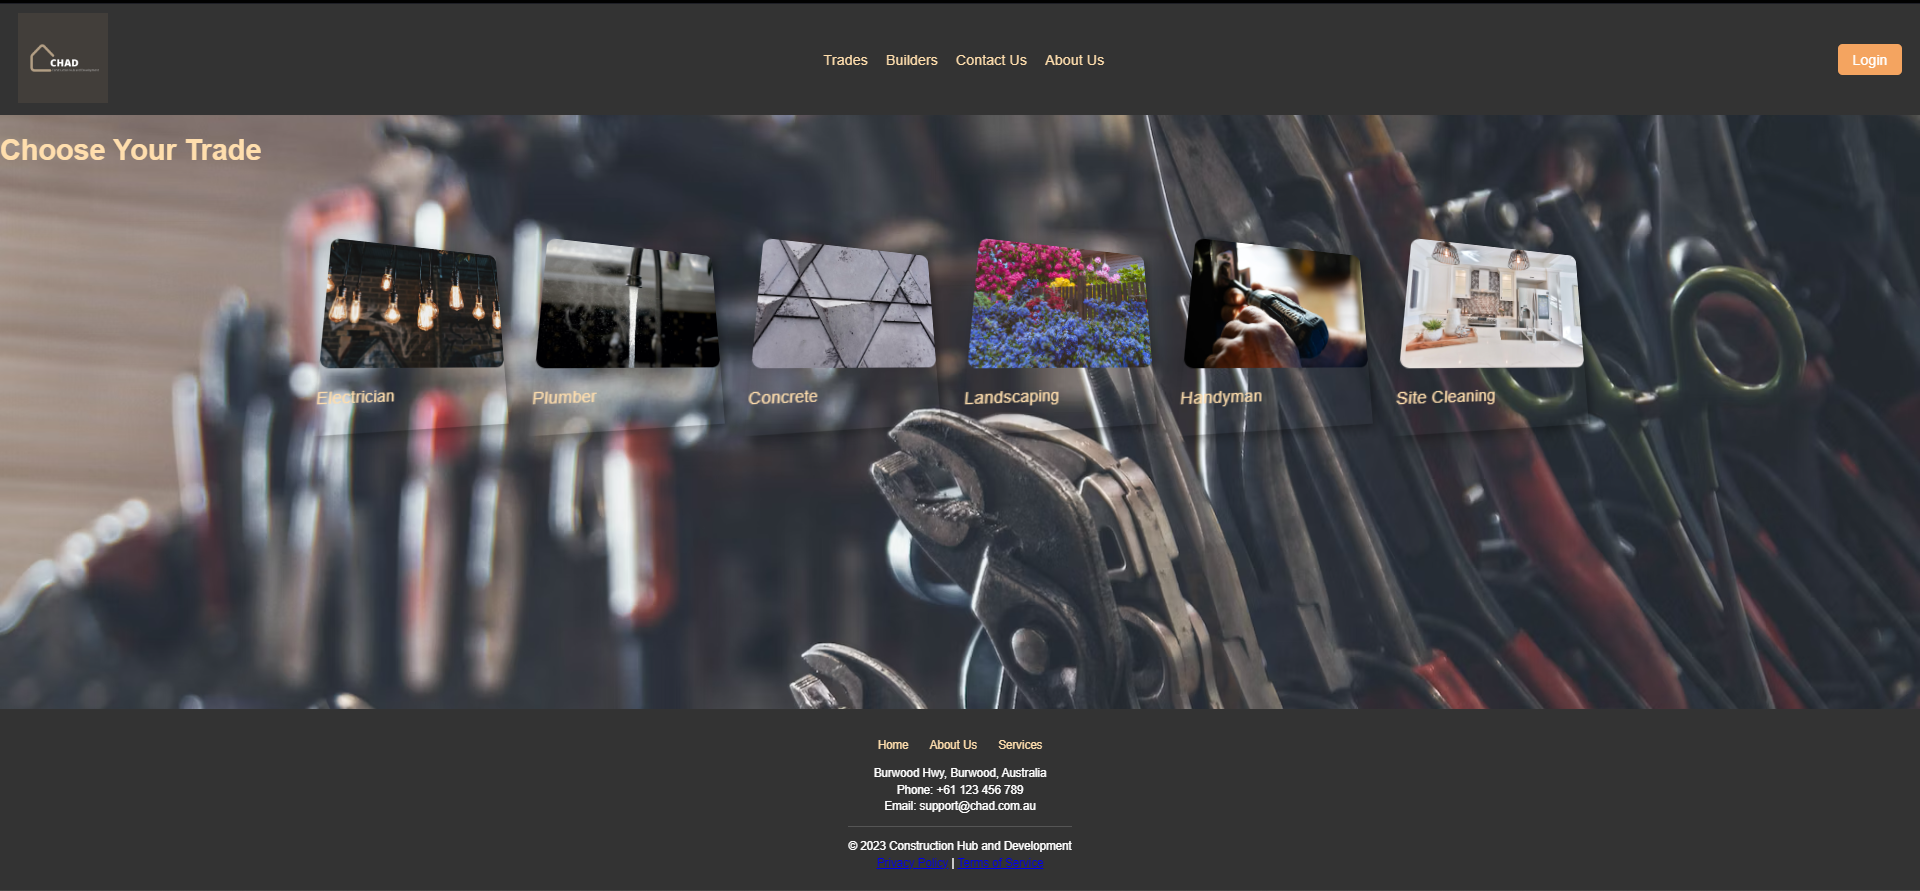 CHAD
Trades Builders Contact Us About Us
Login
Choose Your Trade
Electrician
Plumber
Concrete
Landscaping
Handyman
Site Cleaning
Home About Us Services
Burwood Hwy, Burwood, Australia
Phone: +61 123 456 789
Email: support@chad.com.au
© 2023 Construction Hub and Development
Privacy Policy | Terms of Service